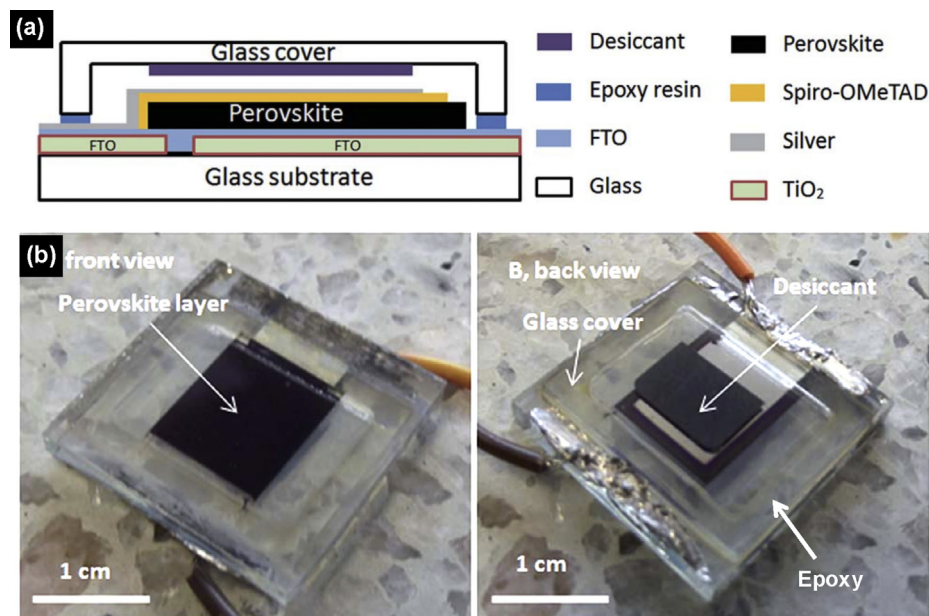 (a)
Glass cover
Perovskite
FTO
FTO
Glass substrate
Desiccant
Epoxy resin
FTO
Glass
Perovskite
Spiro-OMeTAD
Silver
TiO₂
(b)
front view
Perovskite layer
1 cm
B, back view
Desiccant
Glass cover
1 cm
Epoxy